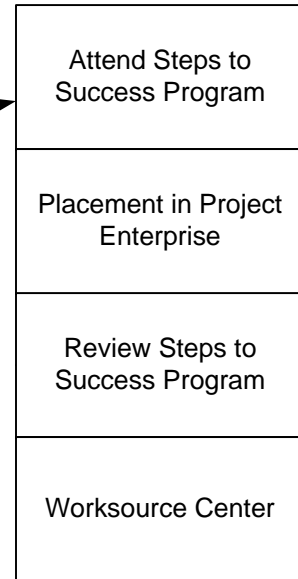 Attend Steps to
Success Program
Placement in Project
Enterprise
Review Steps to
Success Program
Worksource Center